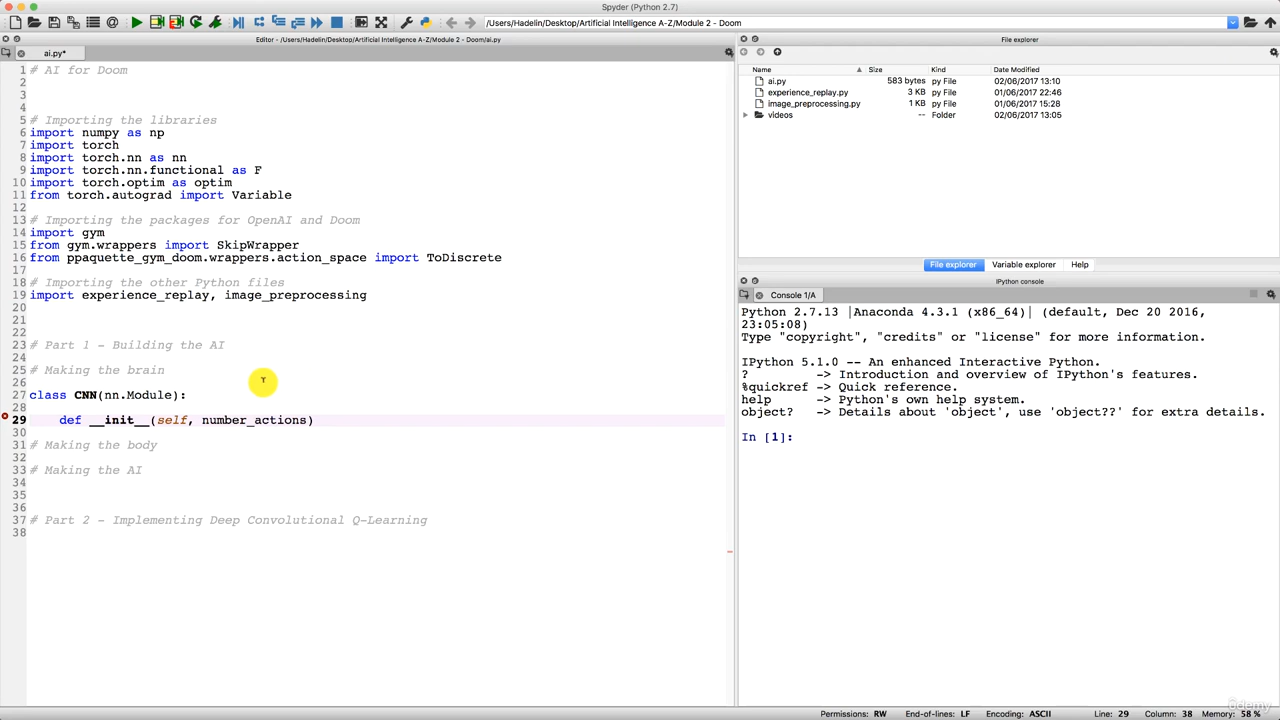 Spyder (Python 2.7)
/Users/Hadelin/Desktop/Artificial Intelligence A-Z/Module 2 - Doom
Editor - /Users/Hadelin/Desktop/Artificial Intelligence A-Z/Module 2 - Doom/ai.py
ai.py*
1 # AI for Doom
2
3
4
5 # Importing the libraries
6 import numpy as np
7 import torch
8 import torch.nn as nn
9 import torch.nn.functional as F
10 import torch.optim as optim
11 from torch.autograd import Variable
12
13 # Importing the packages for OpenAI and Doom
14 import gym
15 from gym.wrappers import SkipWrapper
16 from ppaquette_gym_doom.wrappers.action_space import ToDiscrete
17
18 # Importing the other Python files
19 import experience_replay, image_preprocessing
20
21
22
23 # Part 1 - Building the AI
24
25 # Making the brain
26
27 class CNN(nn.Module):
28
29 def __init__(self, number_actions)
30
31 # Making the body
32
33 # Making the AI
34
35
36
37 # Part 2 - Implementing Deep Convolutional Q-Learning
38
File explorer
Name Size Kind Date Modified
ai.py 583 bytes py File 02/06/2017 13:10
experience_replay.py 3 KB py File 01/06/2017 22:46
image_preprocessing.py 1 KB py File 01/06/2017 15:28
videos -- Folder 02/06/2017 13:05
File explorer Variable explorer Help
IPython console
Console 1/A
Python 2.7.13 |Anaconda 4.3.1 (x86_64)| (default, Dec 20 2016,
23:05:08)
Type "copyright", "credits" or "license" for more information.
IPython 5.1.0 -- An enhanced Interactive Python.
? -> Introduction and overview of IPython's features.
%quickref -> Quick reference.
help -> Python's own help system.
object? -> Details about 'object', use 'object??' for extra details.
In [1]:
Permissions: RW End-of-lines: LF Encoding: ASCII Line: 29 Column: 38 Memory: 58 %
ûdemy